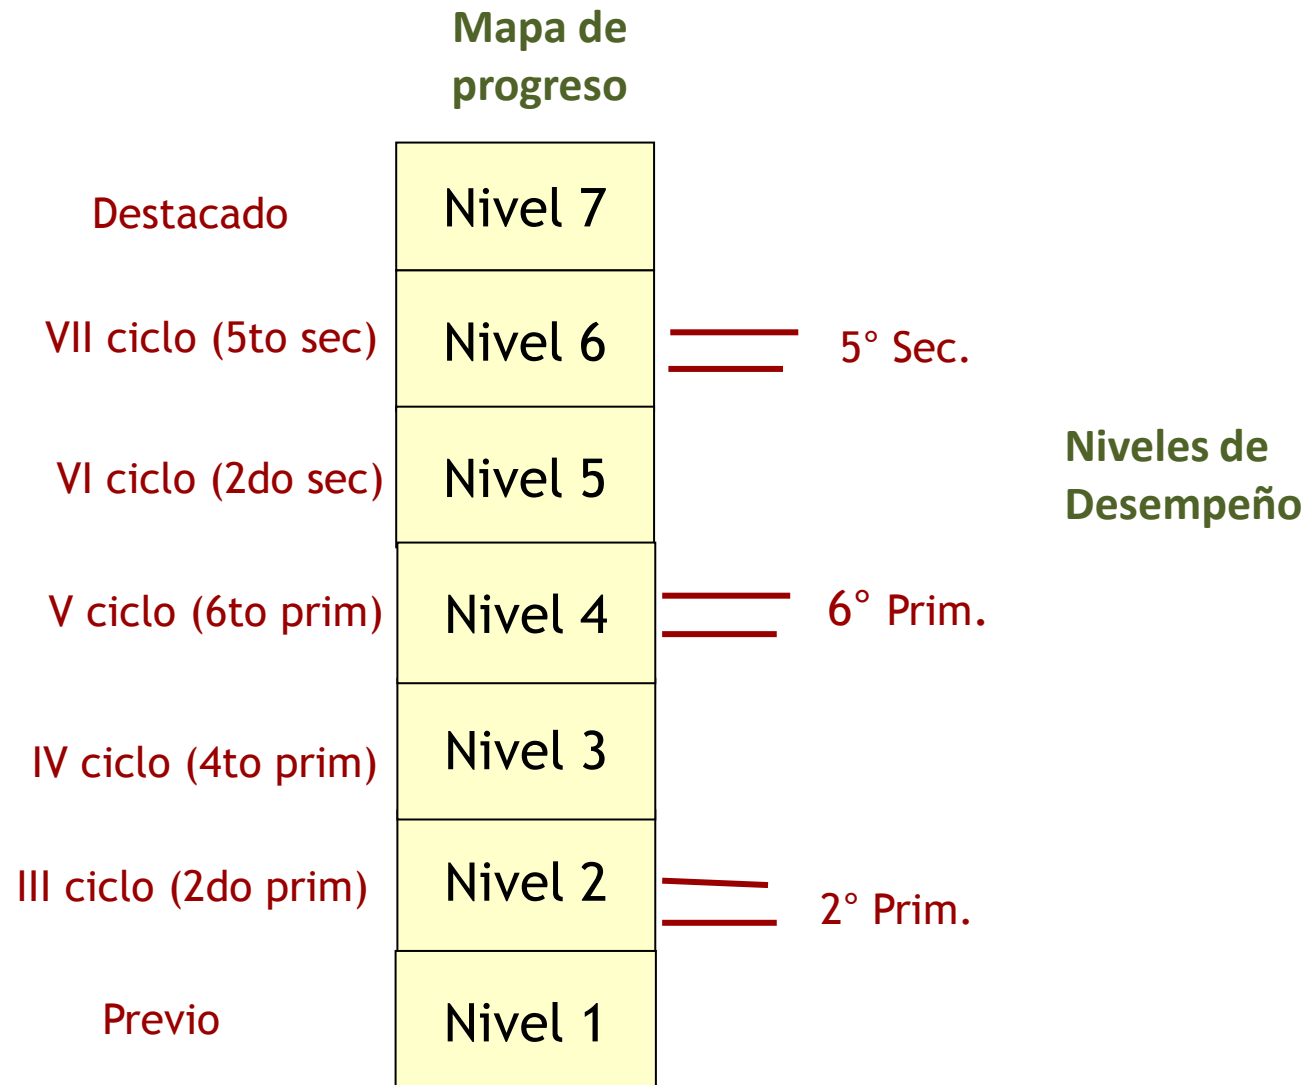 Mapa de
progreso
Destacado
Nivel 7
VII ciclo (5to sec)
Nivel 6
5° Sec.
VI ciclo (2do sec)
Nivel 5
Niveles de
Desempeño
V ciclo (6to prim)
Nivel 4
6° Prim.
IV ciclo (4to prim)
Nivel 3
III ciclo (2do prim)
Nivel 2
2° Prim.
Previo
Nivel 1